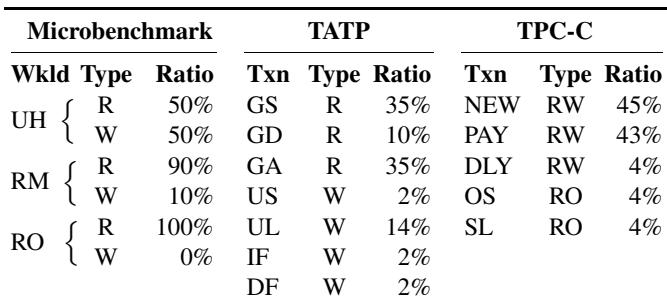 Microbenchmark TATP TPC-C
Wkld Type Ratio Txn Type Ratio Txn Type Ratio
UH { R 50% GS R 35% NEW RW 45%
W 50% GD R 10% PAY RW 43%
RM { R 90% GA R 35% DLY RW 4%
W 10% US W 2% OS RO 4%
RO { R 100% UL W 14% SL RO 4%
W 0% IF W 2%
DF W 2%